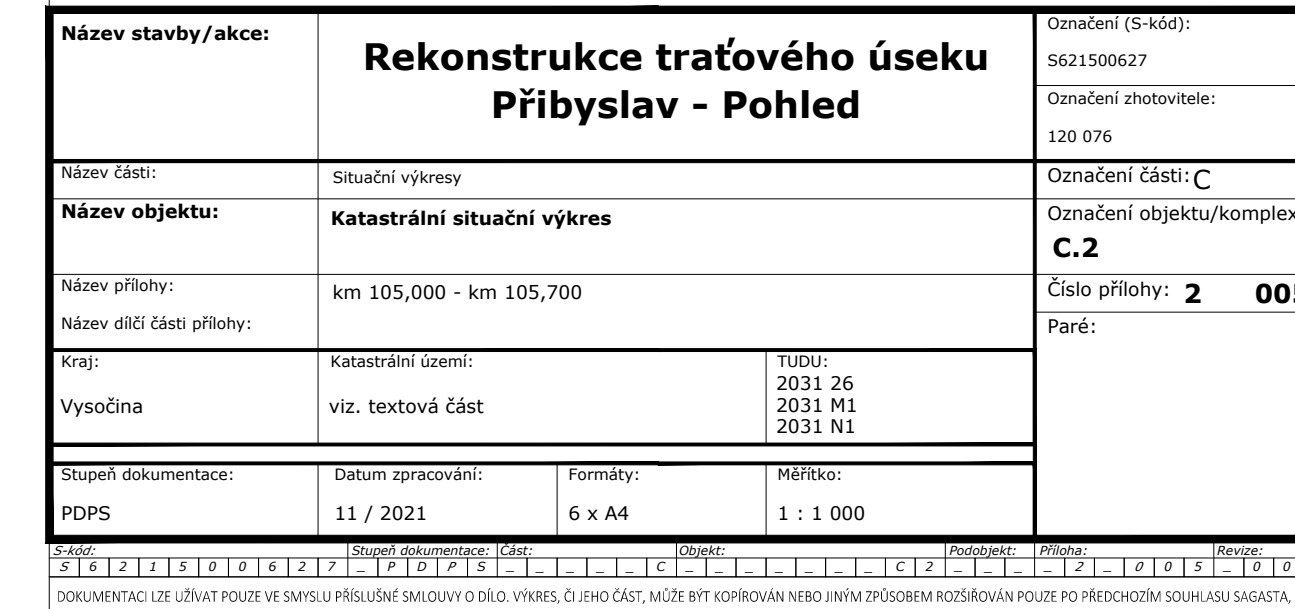 Název stavby/akce:
Rekonstrukce traťového úseku
Přibyslav - Pohled
Označení (S-kód):
S621500627
Označení zhotovitele:
120 076
Název části:
Situační výkresy
Označení části: C
Název objektu:
Katastrální situační výkres
Označení objektu/komplex
C.2
Název přílohy:
km 105,000 - km 105,700
Číslo přílohy: 2 005
Název dílčí části přílohy:
Paré:
Kraj:
Vysočina
Katastrální území:
viz. textová část
TUDU:
2031 26
2031 M1
2031 N1
Stupeň dokumentace:
PDPS
Datum zpracování:
11 / 2021
Formáty:
6 x A4
Měřítko:
1 : 1 000
S-kód: Stupeň dokumentace: Část: Objekt: Podobjekt: Příloha: Revize:
S 6 2 1 5 0 0 6 2 7 _ P D P S _ _ _ _ _ C _ _ _ _ _ _ _ C 2 _ _ _ _ 2 _ 0 0 5 _ 0 0
DOKUMENTACI LZE UŽÍVAT POUZE VE SMYSLU PŘÍSLUŠNÉ SMLOUVY O DÍLO. VÝKRES, ČI JEHO ČÁST, MŮŽE BÝT KOPÍROVÁN NEBO JINÝM ZPŮSOBEM ROZŠIŘOVÁN POUZE PO PŘEDCHOZÍM SOUHLASU SAGASTA,